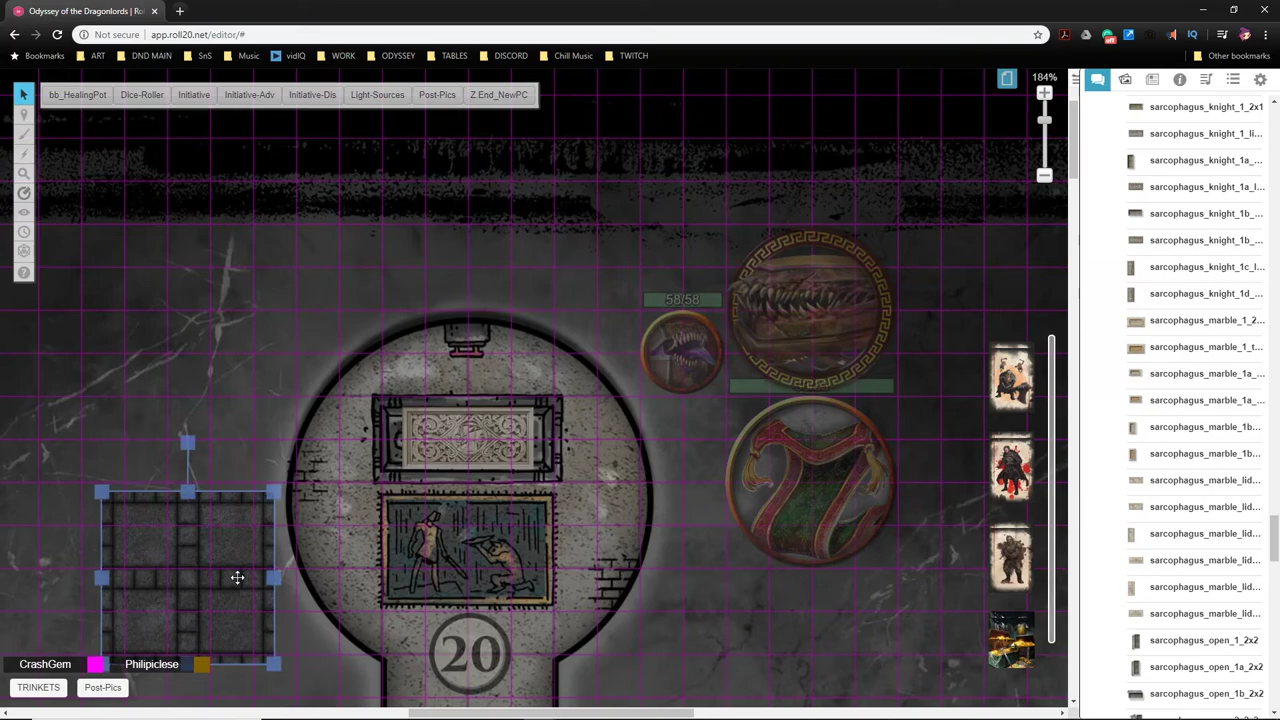 Odyssey of the Dragonlords | Rol
Not secure | app.roll20.net/editor/#
off
Bookmarks ART DND MAIN SnS Music vidIQ WORK ODYSSEY TABLES DISCORD Chill Music TWITCH Other bookmarks
bb_HealingPot Dice-Roller Initiative Initiative-Adv Initiative-Dis Light-Sources Post-Pics Z.End_NewPC
184%
sarcophagus_knight_1_2x1
sarcophagus_knight_1_li...
sarcophagus_knight_1a_...
sarcophagus_knight_1a_l...
sarcophagus_knight_1b_...
sarcophagus_knight_1b_...
sarcophagus_knight_1c_l...
sarcophagus_knight_1d_...
sarcophagus_marble_1_2...
sarcophagus_marble_1_t...
sarcophagus_marble_1a_...
sarcophagus_marble_1a_...
sarcophagus_marble_1b...
sarcophagus_marble_1b...
sarcophagus_marble_lid...
sarcophagus_marble_lid...
sarcophagus_marble_lid...
sarcophagus_marble_lid...
sarcophagus_marble_lid...
sarcophagus_marble_lid...
sarcophagus_open_1_2x2
sarcophagus_open_1a_2x2
sarcophagus_open_1b_2x2
58/58
20
CrashGem Philipiclese
TRINKETS Post-Pics